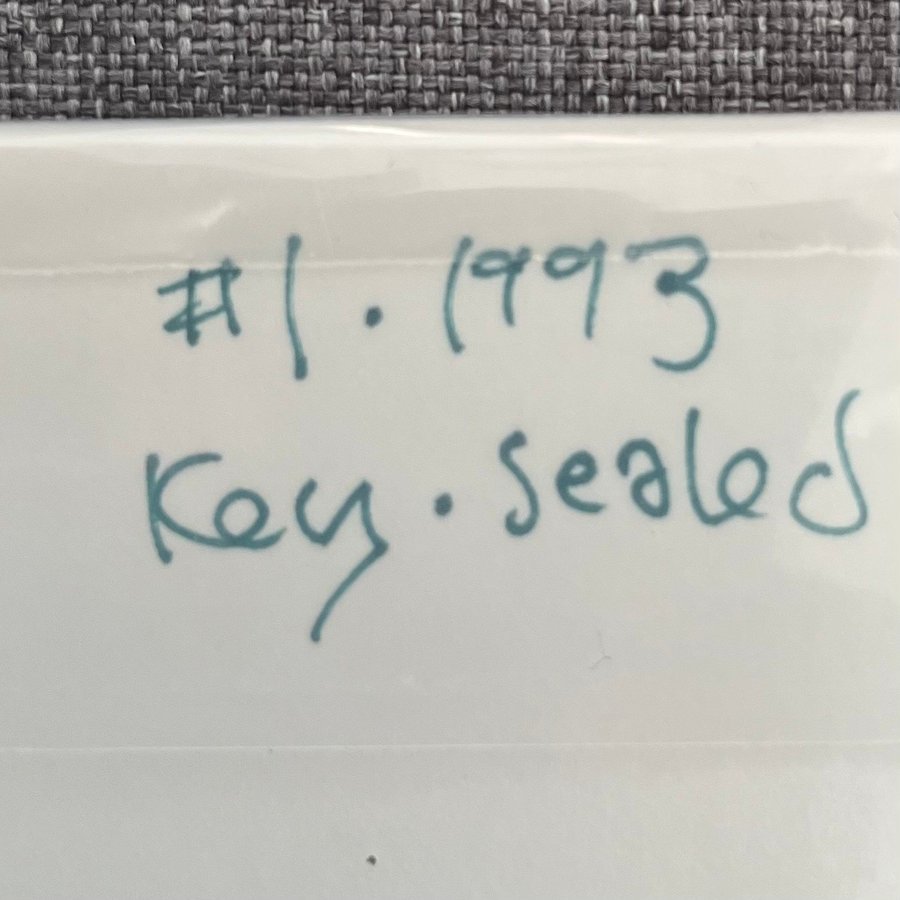 #1 . 1993
Key . Sealed